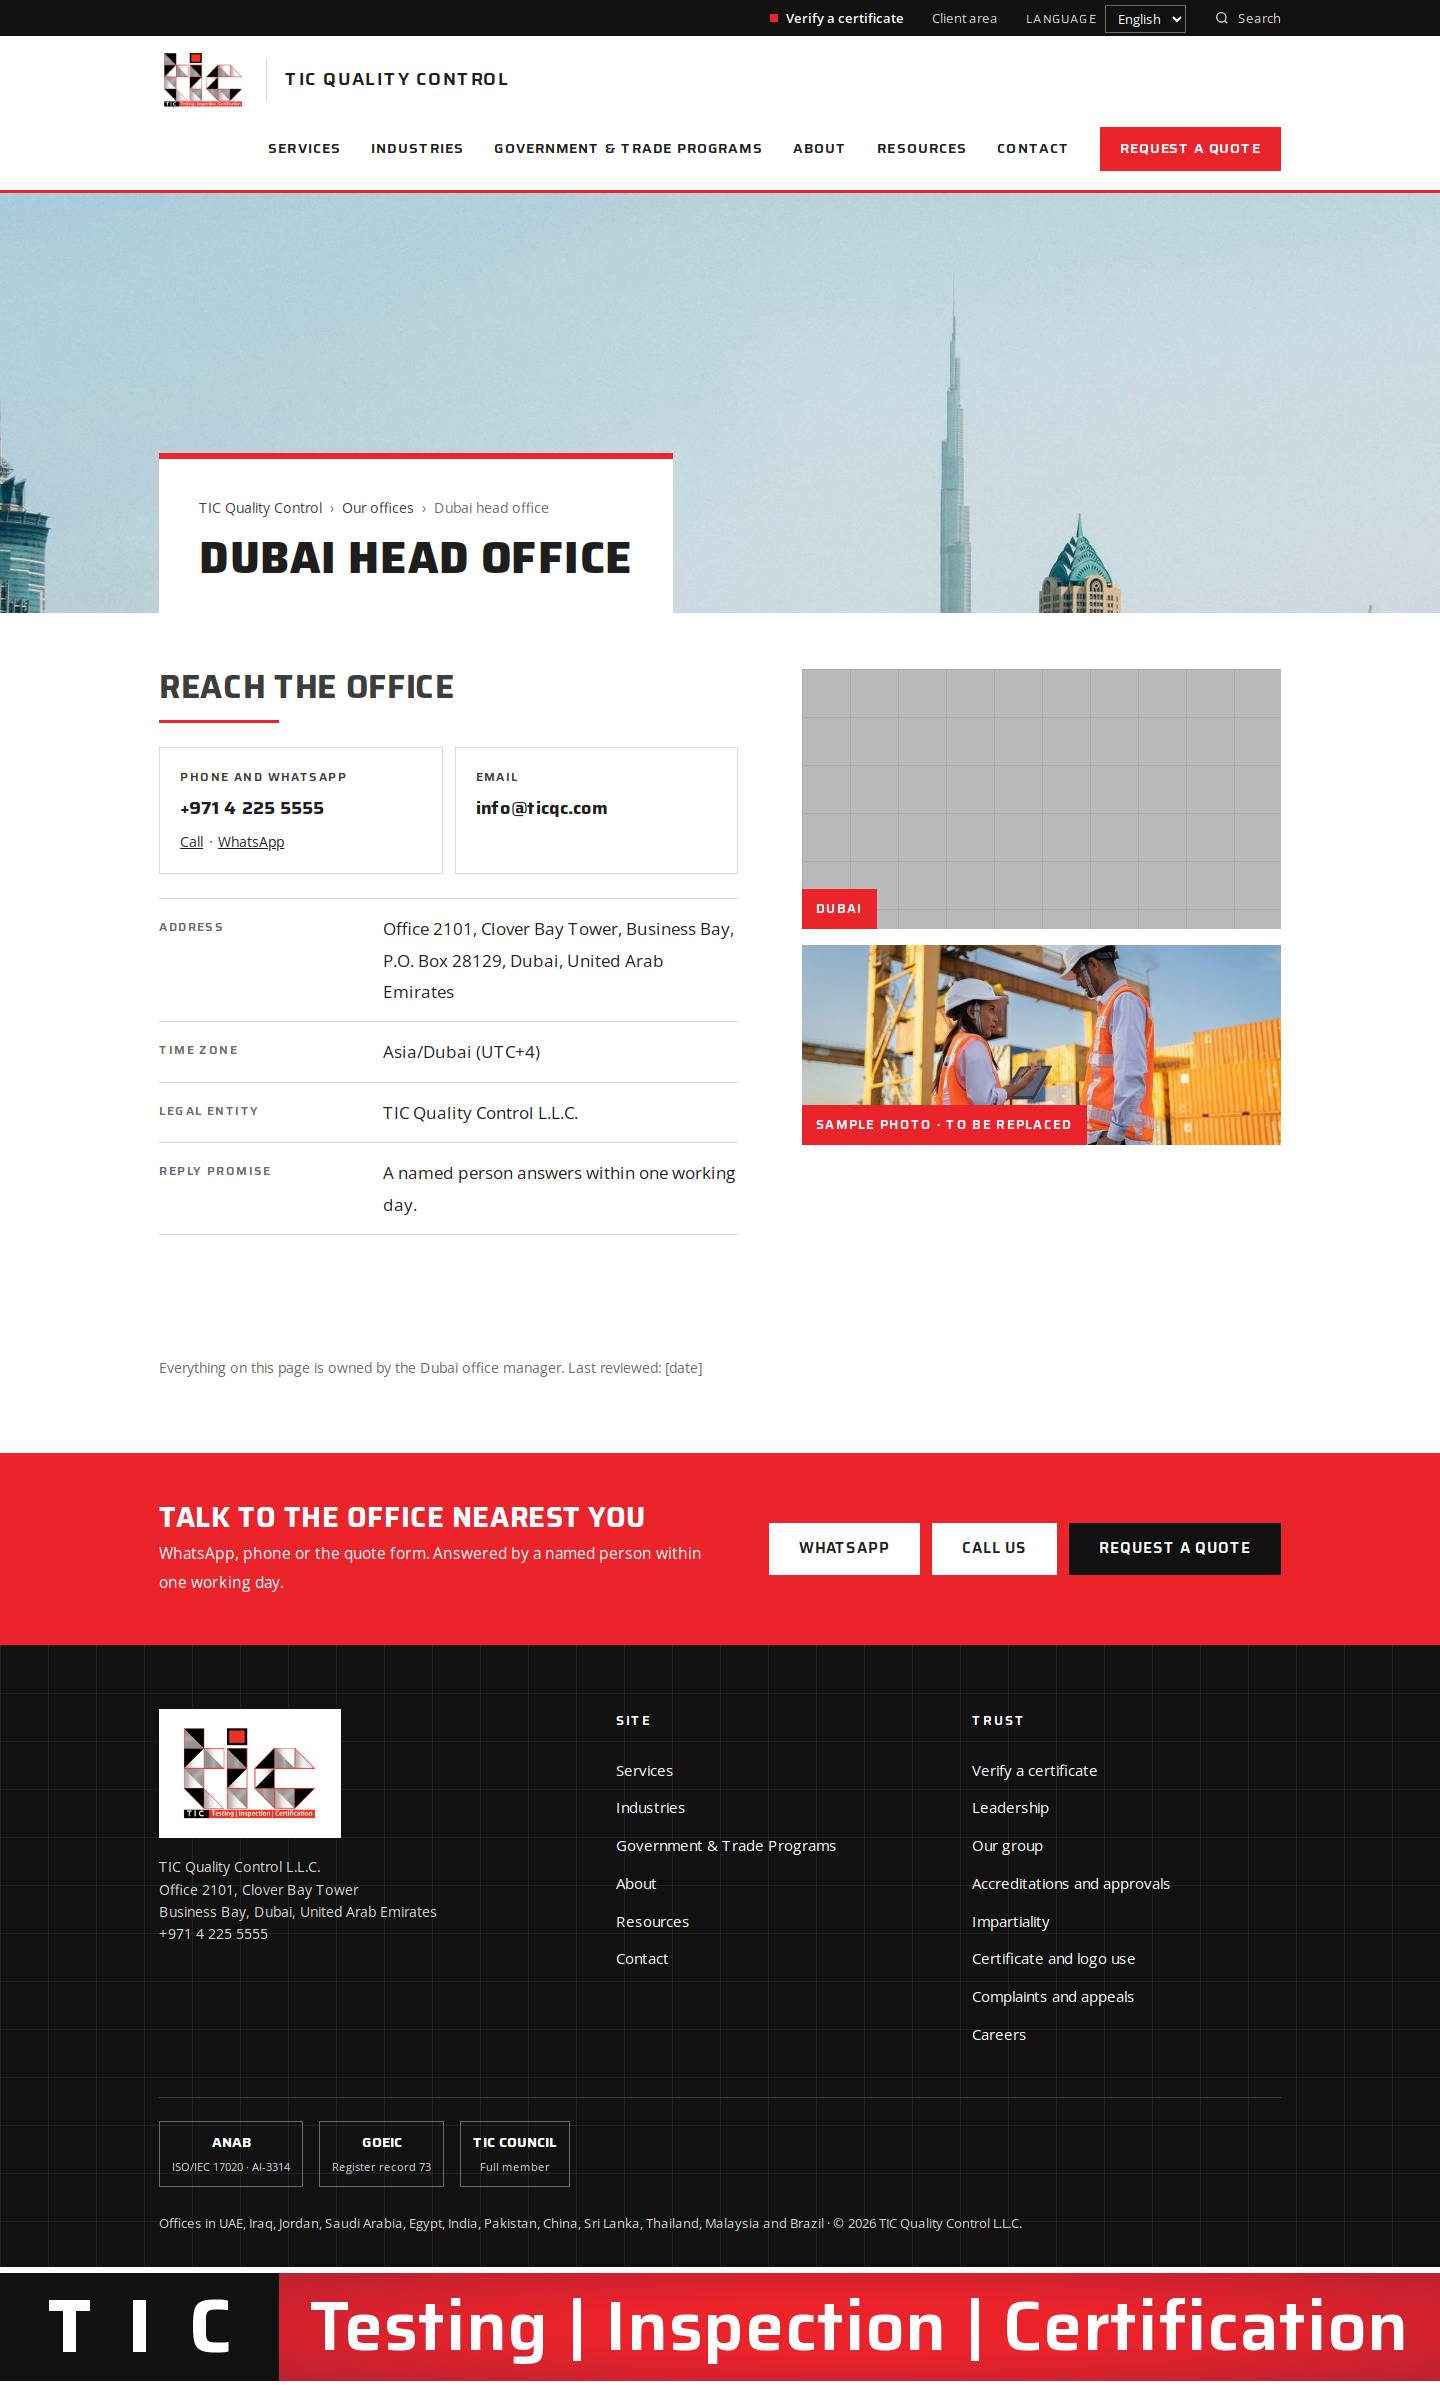 Verify a certificate
Client area
LANGUAGE
English
Search
tic
TIC Testing | Inspection | Certification
TIC QUALITY CONTROL
SERVICES
INDUSTRIES
GOVERNMENT & TRADE PROGRAMS
ABOUT
RESOURCES
CONTACT
REQUEST A QUOTE
TIC Quality Control › Our offices › Dubai head office
DUBAI HEAD OFFICE
REACH THE OFFICE
PHONE AND WHATSAPP
+971 4 225 5555
Call · WhatsApp
EMAIL
info@ticqc.com
ADDRESS
Office 2101, Clover Bay Tower, Business Bay,
P.O. Box 28129, Dubai, United Arab
Emirates
TIME ZONE
Asia/Dubai (UTC+4)
LEGAL ENTITY
TIC Quality Control L.L.C.
REPLY PROMISE
A named person answers within one working
day.
DUBAI
SAMPLE PHOTO · TO BE REPLACED
Everything on this page is owned by the Dubai office manager. Last reviewed: [date]
TALK TO THE OFFICE NEAREST YOU
WhatsApp, phone or the quote form. Answered by a named person within
one working day.
WHATSAPP
CALL US
REQUEST A QUOTE
tic
TIC Testing | Inspection | Certification
TIC Quality Control L.L.C.
Office 2101, Clover Bay Tower
Business Bay, Dubai, United Arab Emirates
+971 4 225 5555
SITE
Services
Industries
Government & Trade Programs
About
Resources
Contact
TRUST
Verify a certificate
Leadership
Our group
Accreditations and approvals
Impartiality
Certificate and logo use
Complaints and appeals
Careers
ANAB
ISO/IEC 17020 · AI-3314
GOEIC
Register record 73
TIC COUNCIL
Full member
Offices in UAE, Iraq, Jordan, Saudi Arabia, Egypt, India, Pakistan, China, Sri Lanka, Thailand, Malaysia and Brazil · © 2026 TIC Quality Control L.L.C.
TIC Testing | Inspection | Certification